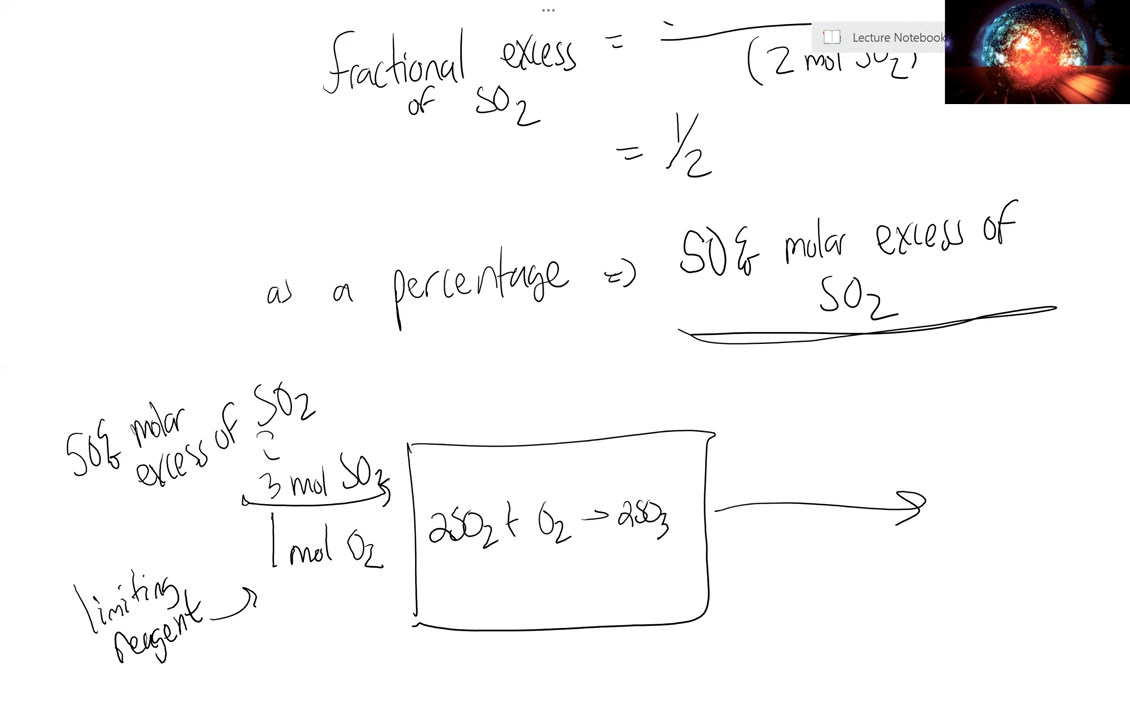 fractional excess =
of SO2
(2 mol SO2)
Lecture Notebook
= 1/2
as a percentage => 50% molar excess of
SO2
50% molar
excess of SO2
3 mol SO2
1 mol O2
2SO2 + O2 -> 2SO3
limiting
reagent